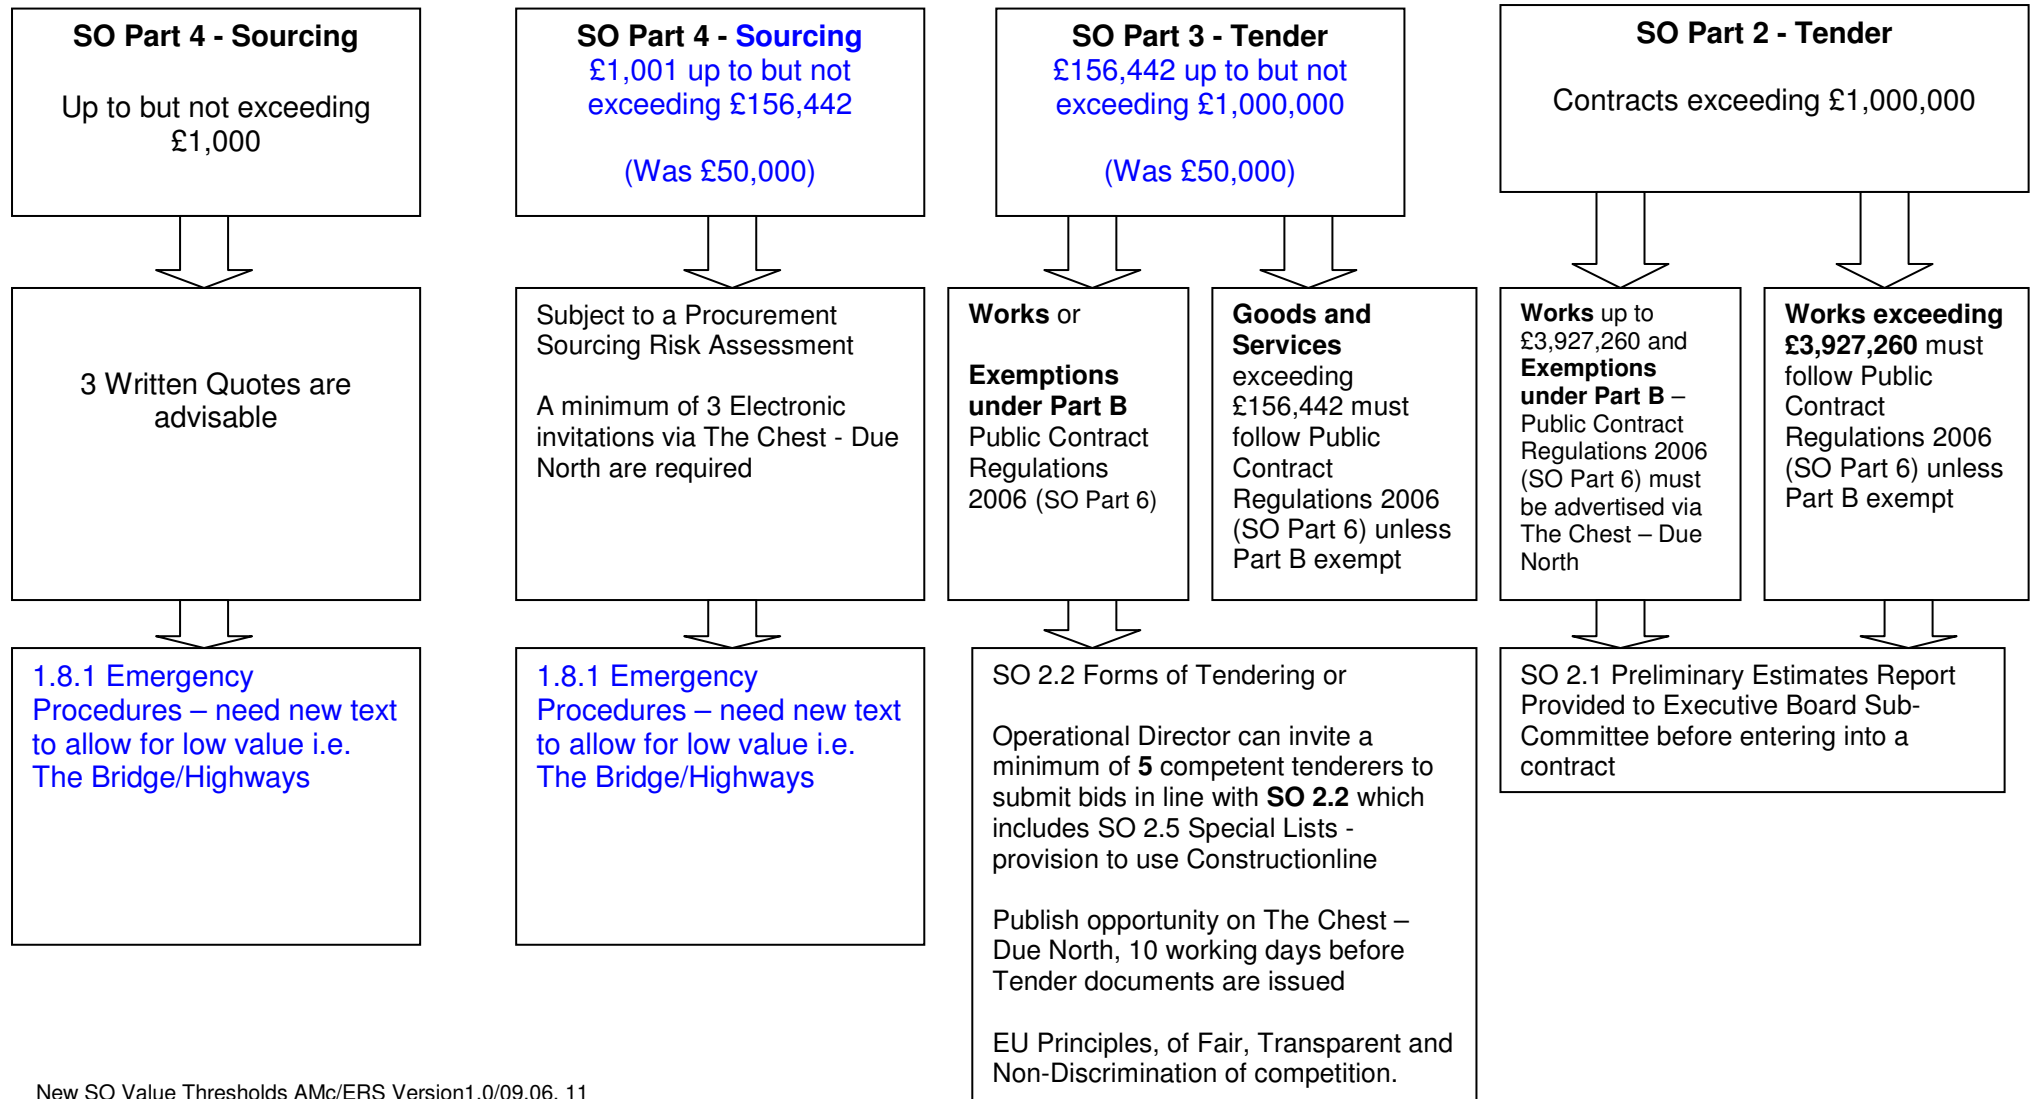 SO Part 4 - Sourcing
Up to but not exceeding
£1,000
SO Part 4 - Sourcing
£1,001 up to but not
exceeding £156,442
(Was £50,000)
SO Part 3 - Tender
£156,442 up to but not
exceeding £1,000,000
(Was £50,000)
SO Part 2 - Tender
Contracts exceeding £1,000,000
3 Written Quotes are
advisable
Subject to a Procurement
Sourcing Risk Assessment
A minimum of 3 Electronic
invitations via The Chest - Due
North are required
Works or
Exemptions
under Part B
Public Contract
Regulations
2006 (SO Part 6)
Goods and
Services
exceeding
£156,442 must
follow Public
Contract
Regulations 2006
(SO Part 6) unless
Part B exempt
Works up to
£3,927,260 and
Exemptions
under Part B –
Public Contract
Regulations 2006
(SO Part 6) must
be advertised via
The Chest – Due
North
Works exceeding
£3,927,260 must
follow Public
Contract
Regulations 2006
(SO Part 6) unless
Part B exempt
1.8.1 Emergency
Procedures – need new text
to allow for low value i.e.
The Bridge/Highways
1.8.1 Emergency
Procedures – need new text
to allow for low value i.e.
The Bridge/Highways
SO 2.2 Forms of Tendering or
Operational Director can invite a
minimum of 5 competent tenderers to
submit bids in line with SO 2.2 which
includes SO 2.5 Special Lists -
provision to use Constructionline
Publish opportunity on The Chest –
Due North, 10 working days before
Tender documents are issued
EU Principles, of Fair, Transparent and
Non-Discrimination of competition.
SO 2.1 Preliminary Estimates Report
Provided to Executive Board Sub-
Committee before entering into a
contract
New SO Value Thresholds AMc/ERS Version1.0/09.06. 11